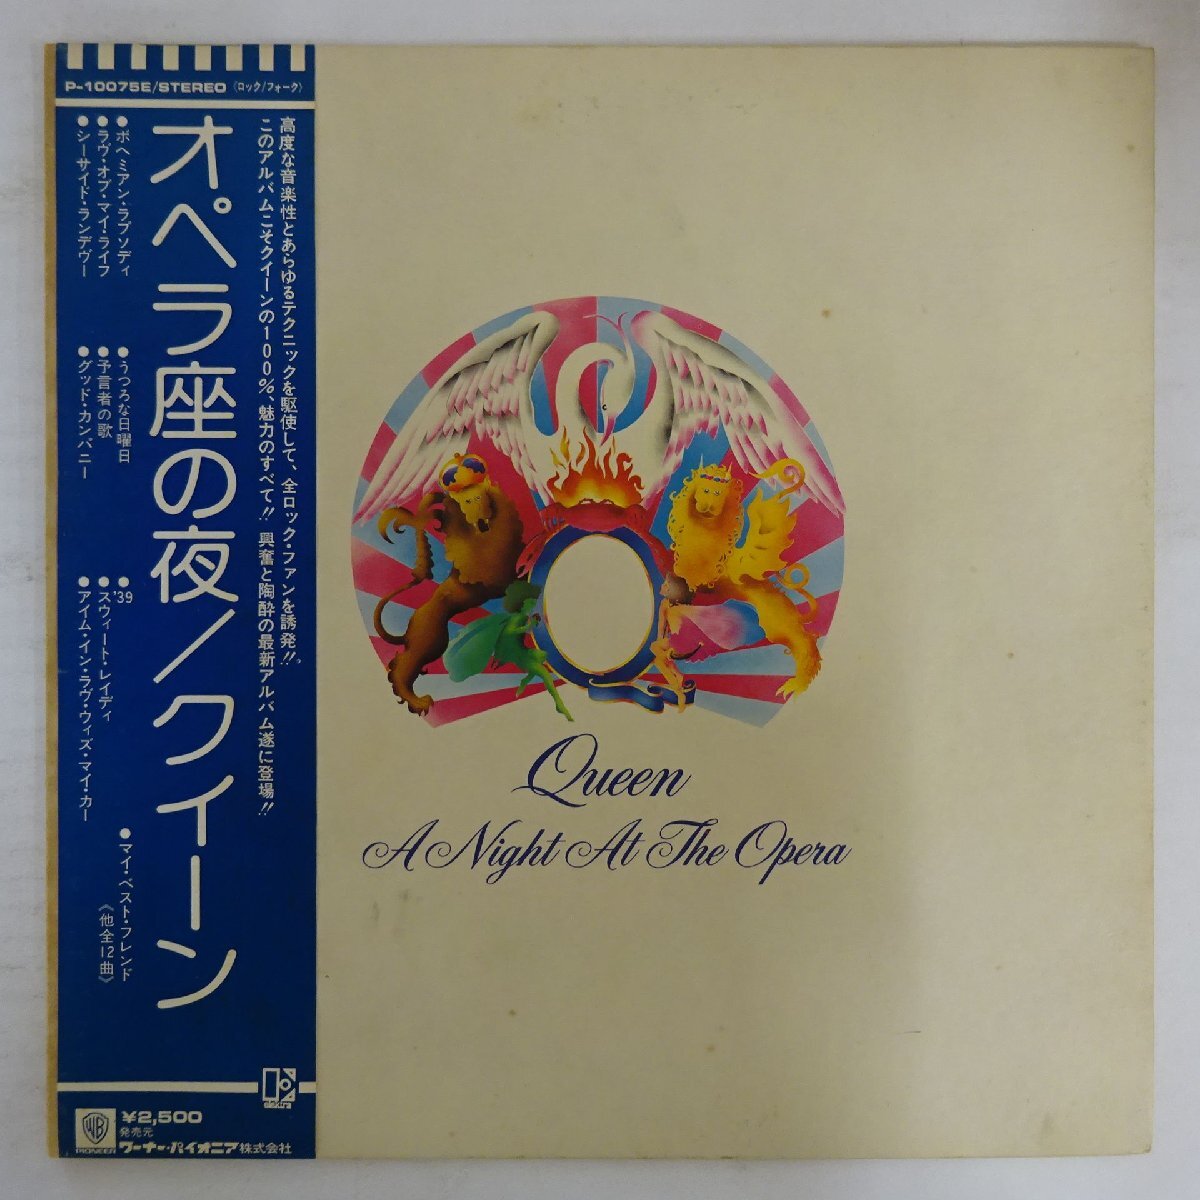 P-10075E/STEREO《ロック/フォーク》
高度な音楽性とあらゆるテクニックを駆使して、全ロック・ファンを誘発!!。
このアルバムこそクイーンの100%、魅力のすべて!! 興奮と陶酔の最新アルバム遂に登場!!
オペラ座の夜/クイーン
●ボヘミアン・ラプソディ
●ラヴ・オブ・マイ・ライフ
●シーサイド・ランデヴー
●うつろな日曜日
●予言者の歌
●グッド・カンパニー
●'39
●スウィート・レイディ
●アイム・イン・ラヴ・ウィズ・マイ・カー
●マイ・ベスト・フレンド
《他全12曲》
Queen
A Night At The Opera
WB
PIONEER
¥2,500
発売元
ワーナー・パイオニア株式会社